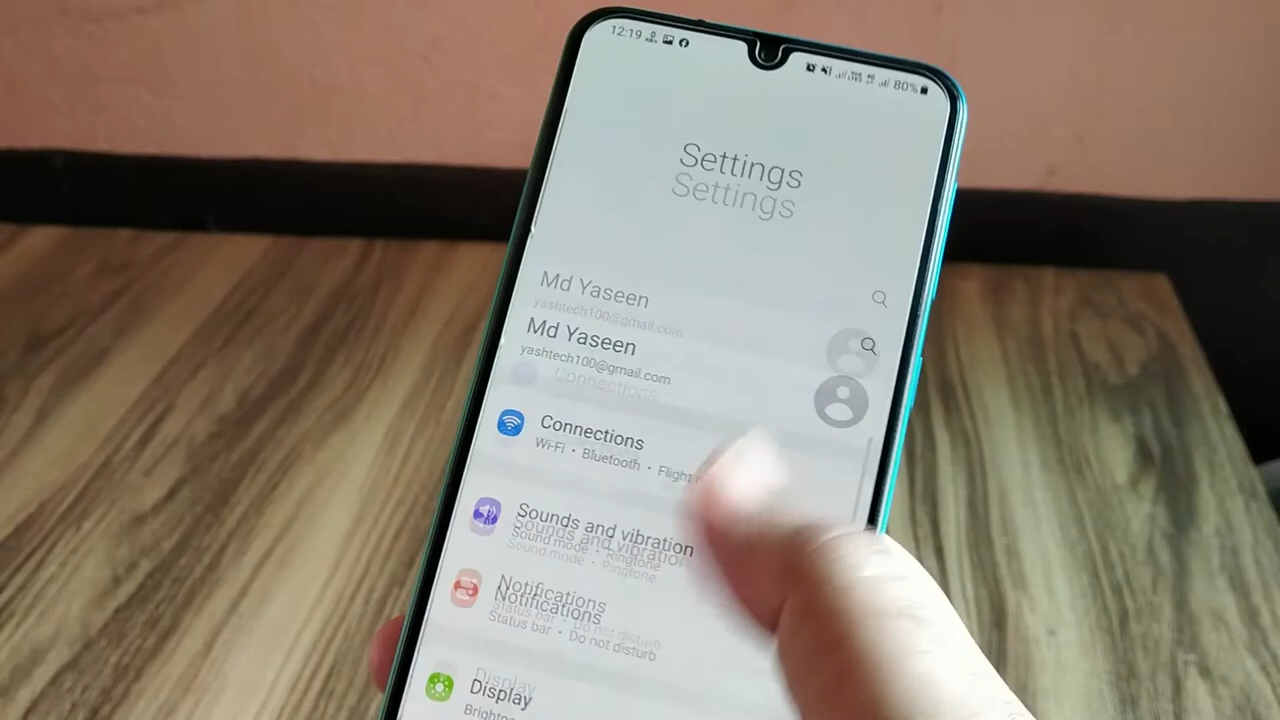 12:19
80%
Settings
Settings
Md Yaseen
yashtech100@gmail.com
Md Yaseen
yashtech100@gmail.com
Connections
Connections
Wi-Fi • Bluetooth • Flight
Sounds and vibration
Sounds and vibration
Sound mode • Ringtone
Sound mode • Ringtone
Notifications
Notifications
Status bar • Do not disturb
Status bar • Do not disturb
Display
Display